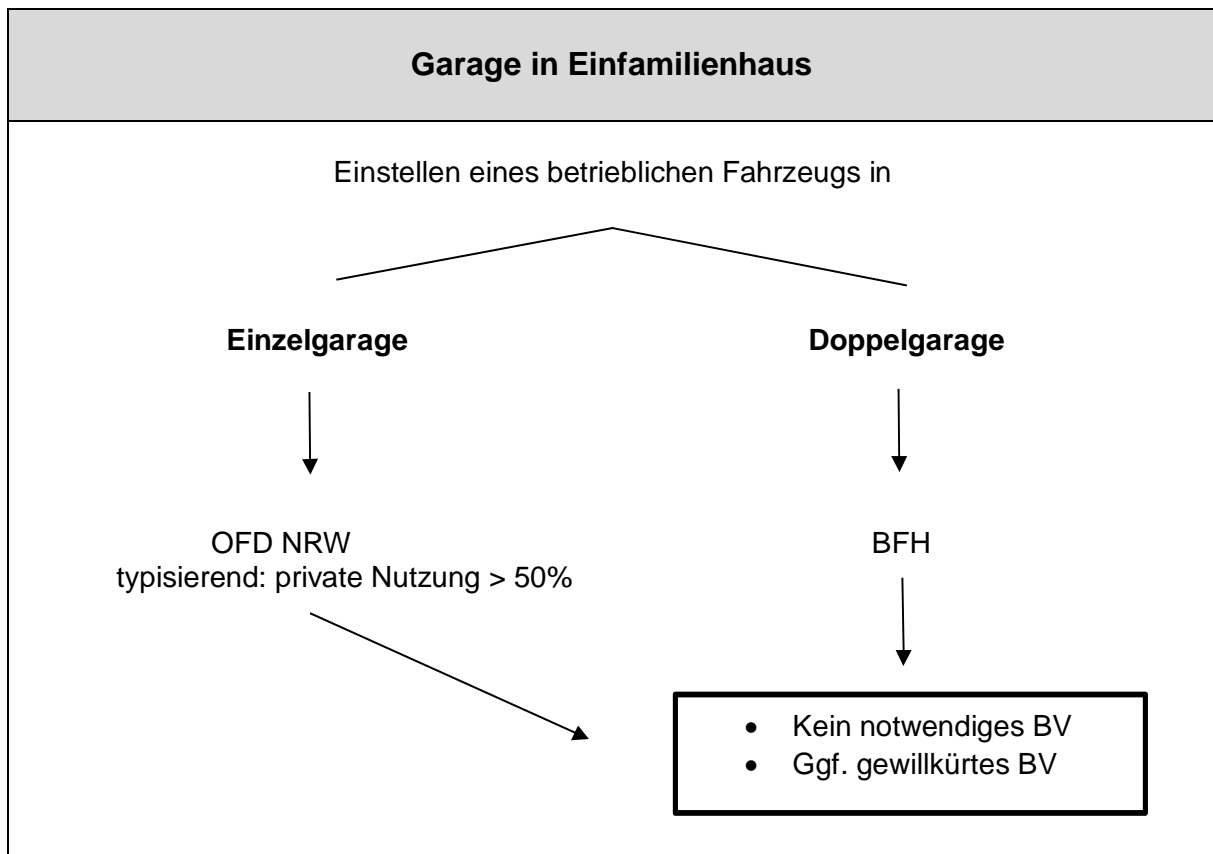 Garage in Einfamilienhaus
Einstellen eines betrieblichen Fahrzeugs in
Einzelgarage
Doppelgarage
OFD NRW
typisierend: private Nutzung > 50%
BFH
• Kein notwendiges BV
• Ggf. gewillkürtes BV